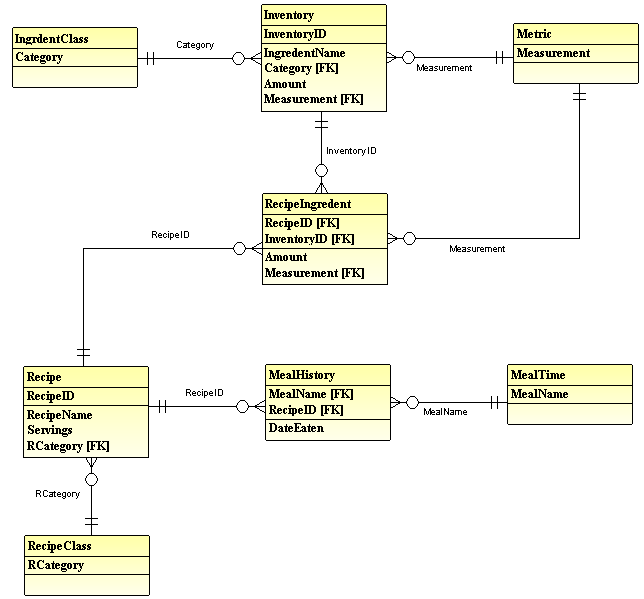 Inventory
InventoryID
IngredentName
Category [FK]
Amount
Measurement [FK]
IngrdentClass
Category
Category
Metric
Measurement
Measurement
InventoryID
RecipeIngredent
RecipeID [FK]
InventoryID [FK]
Amount
Measurement [FK]
RecipeID
Measurement
Recipe
RecipeID
RecipeName
Servings
RCategory [FK]
RecipeID
MealHistory
MealName [FK]
RecipeID [FK]
DateEaten
MealName
MealTime
MealName
RCategory
RecipeClass
RCategory